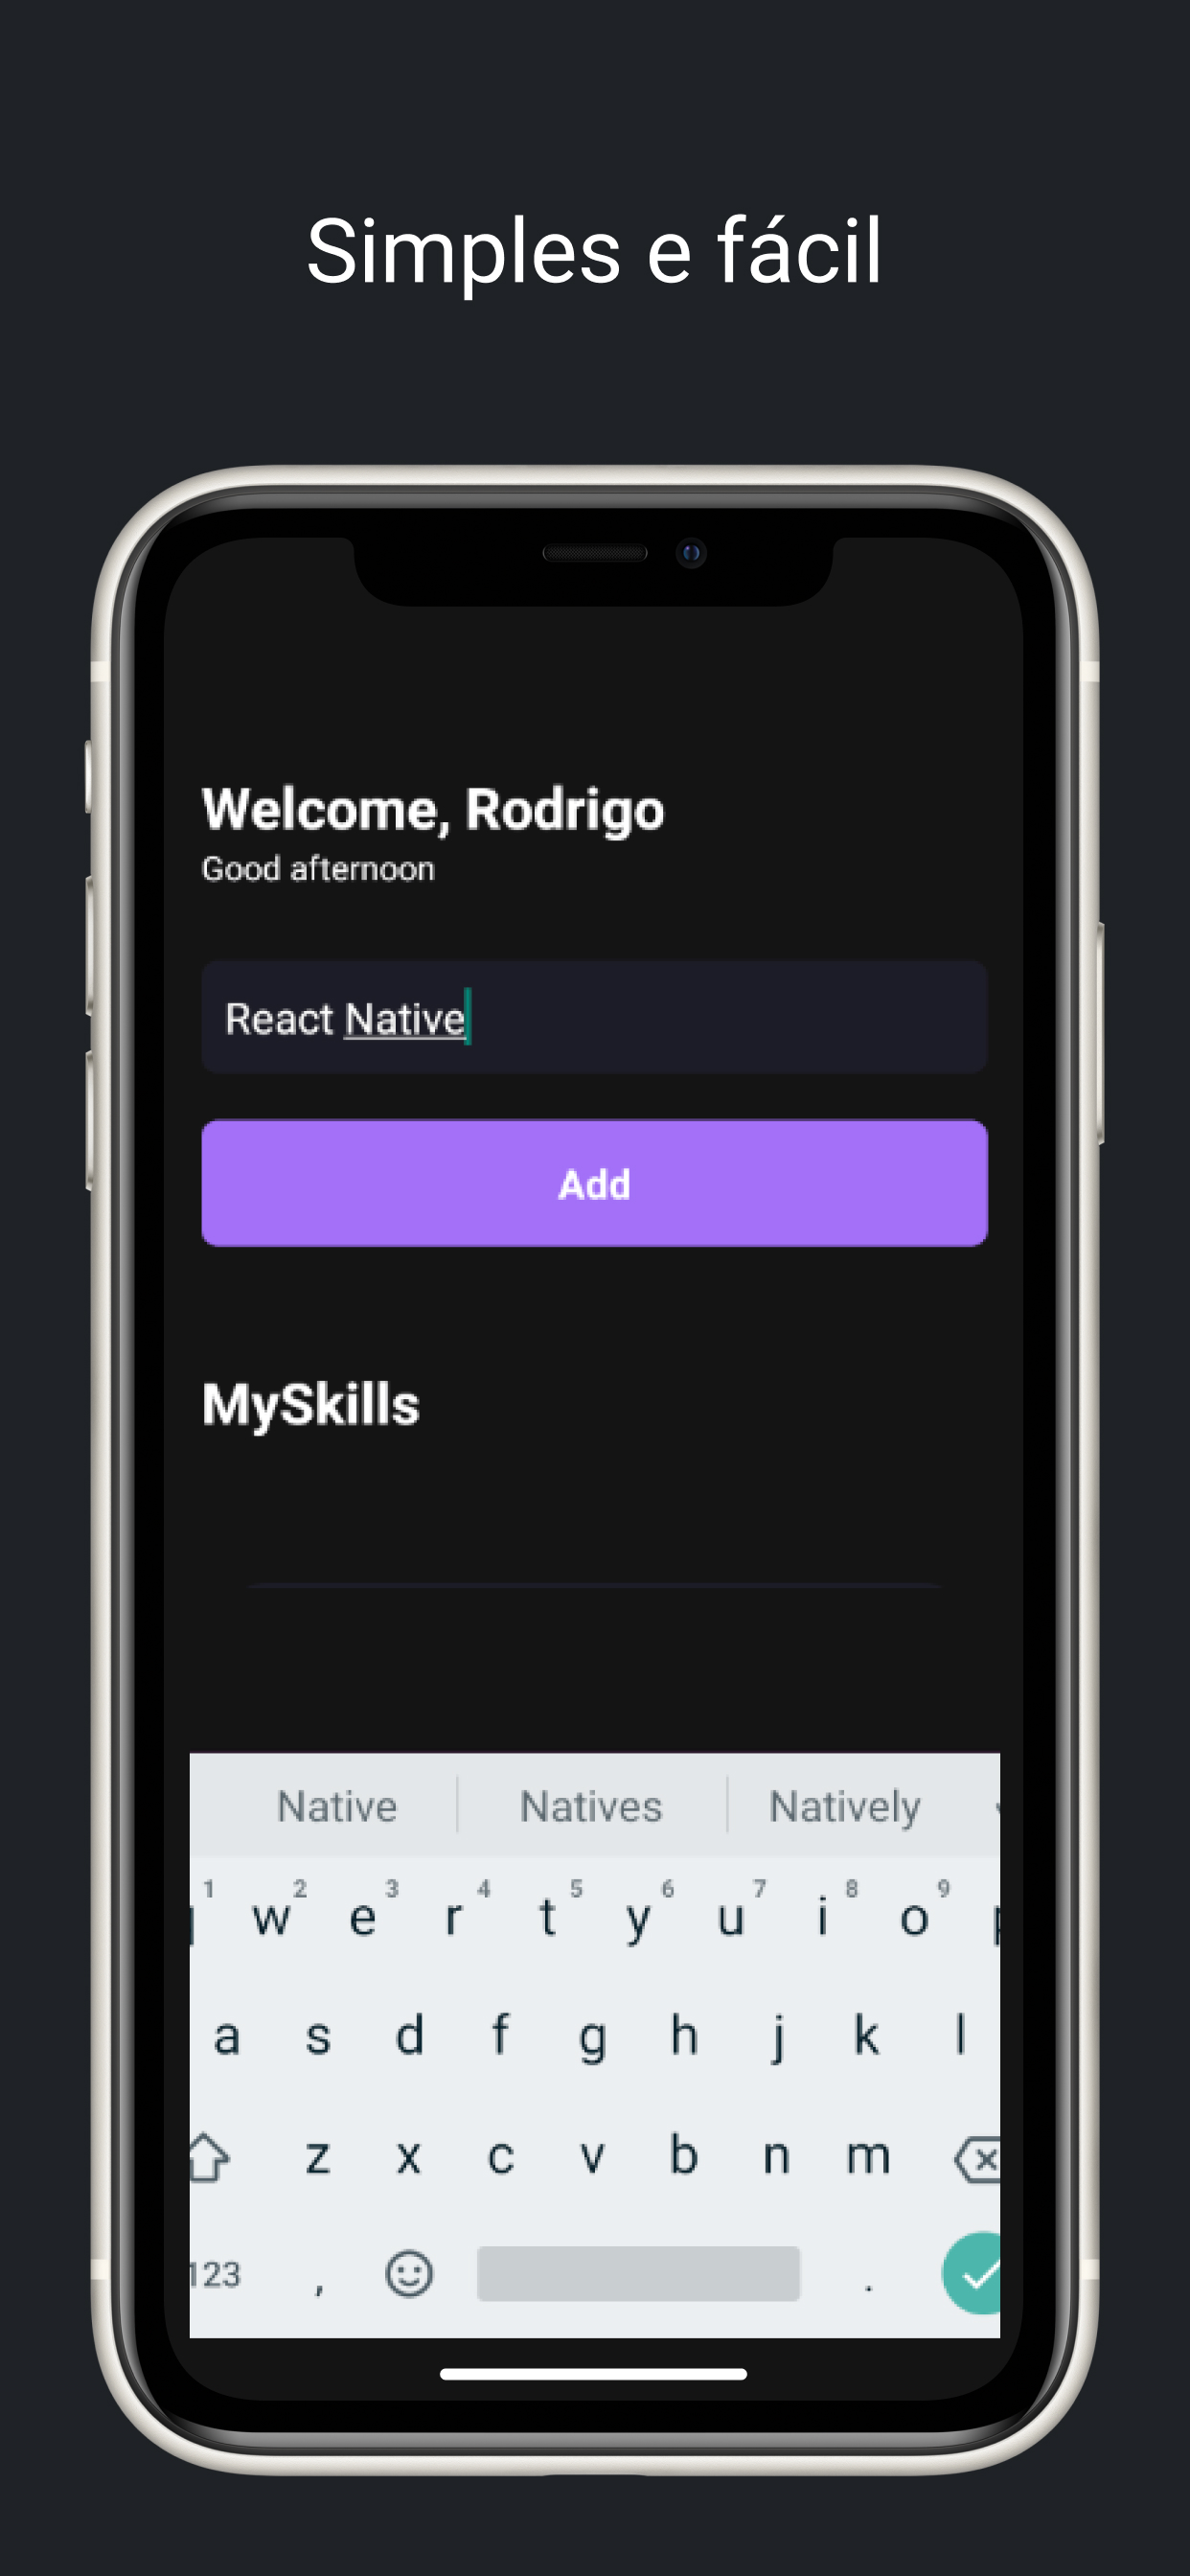 Simples e fácil
Welcome, Rodrigo
Good afternoon
React Native
Add
MySkills
Native Natives Natively
1 2 3 4 5 6 7 8 9
w e r t y u i o
a s d f g h j k l
z x c v b n m
123 , .